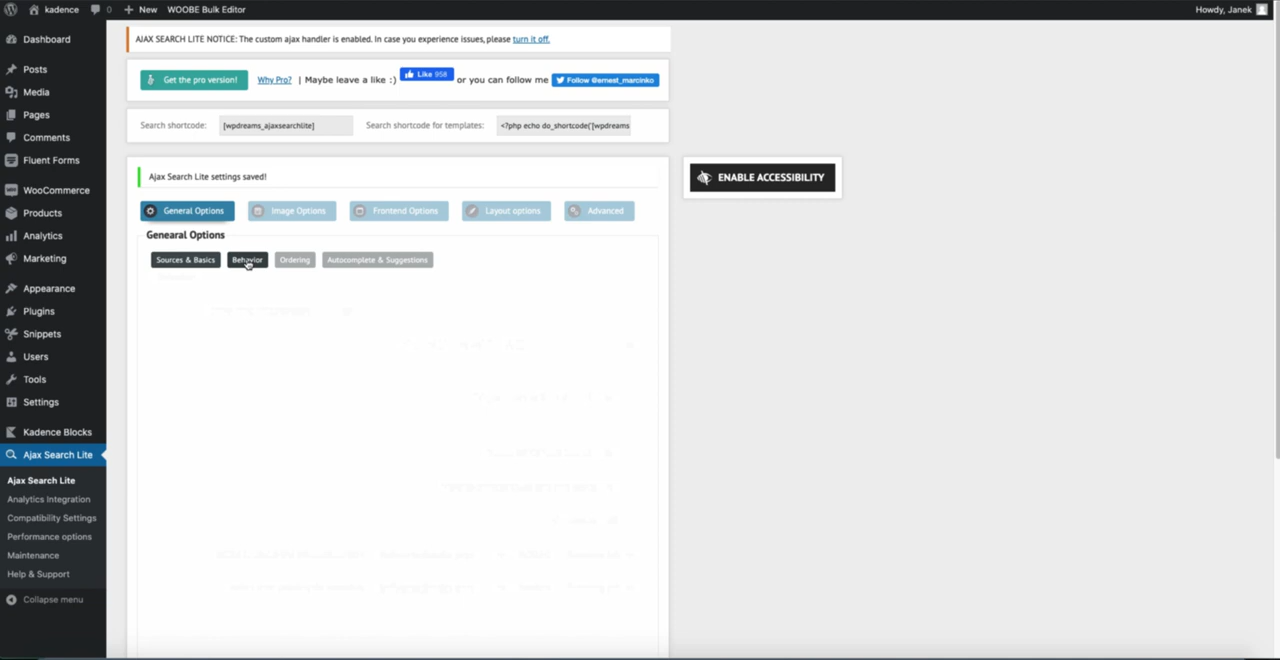 kadence 0 New WOOBE Bulk Editor Howdy, Janek
Dashboard
Posts
Media
Pages
Comments
Fluent Forms
WooCommerce
Products
Analytics
Marketing
Appearance
Plugins
Snippets
Users
Tools
Settings
Kadence Blocks
Ajax Search Lite
Ajax Search Lite
Analytics Integration
Compatibility Settings
Performance options
Maintenance
Help & Support
Collapse menu
AJAX SEARCH LITE NOTICE: The custom ajax handler is enabled. In case you experience issues, please turn it off.
Get the pro version! Why Pro? | Maybe leave a like :) Like 958 or you can follow me Follow @ernest_marcinko
Search shortcode: [wpdreams_ajaxsearchlite] Search shortcode for templates: <?php echo do_shortcode('[wpdreams
Ajax Search Lite settings saved!
ENABLE ACCESSIBILITY
General Options Image Options Frontend Options Layout options Advanced
Genearal Options
Sources & Basics Behavior Ordering Autocomplete & Suggestions